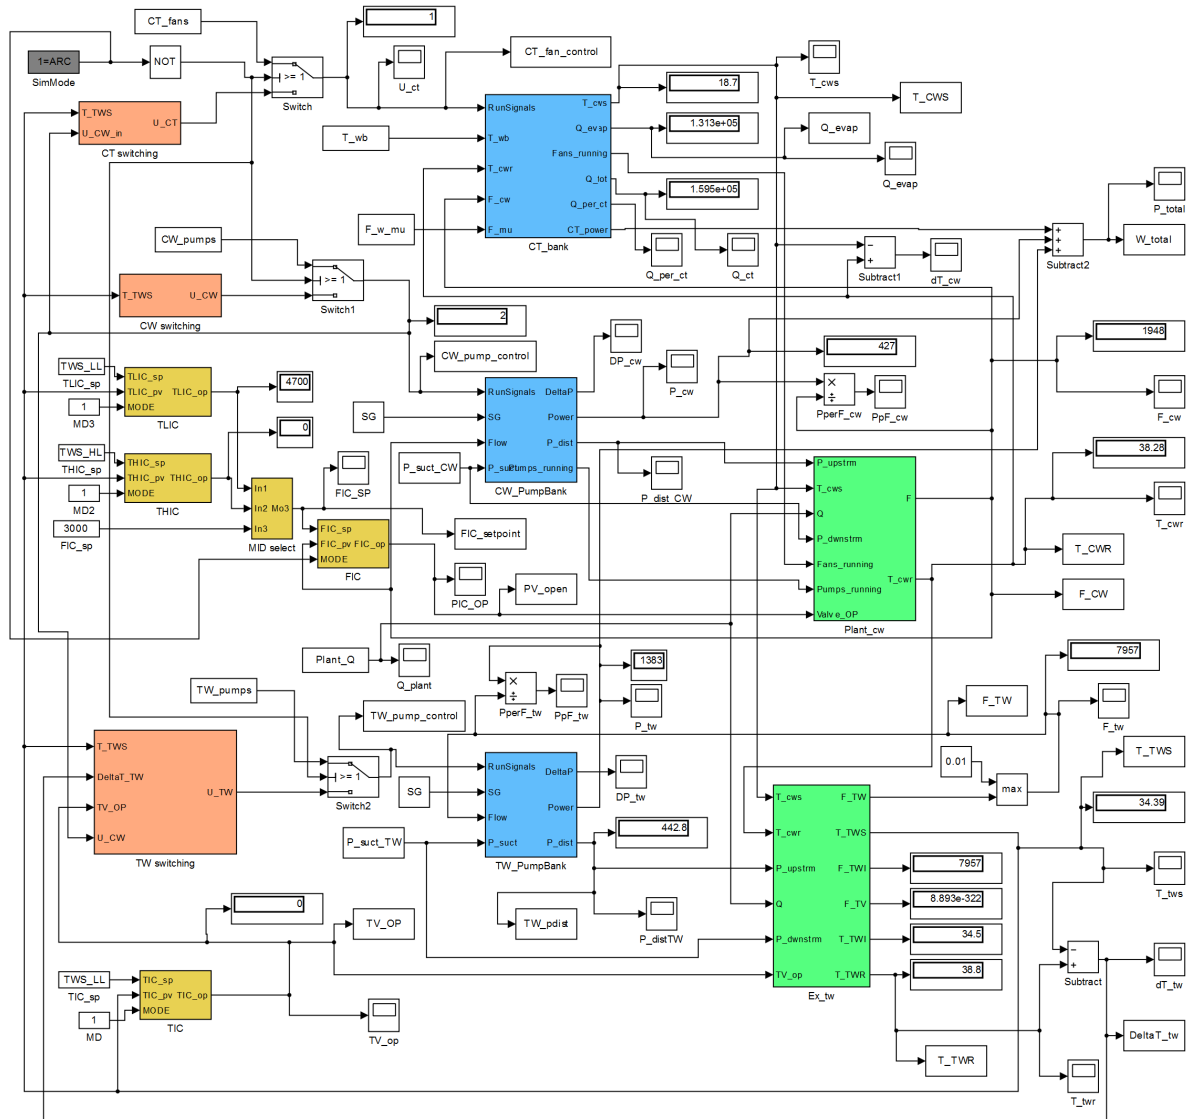 CT_fans
1
1=ARC
SimMode
NOT
>= 1
Switch
U_ct
CT_fan_control
T_cws
18.7
T_CWS
T_TWS
U_CW_in
U_CT
CT switching
T_wb
RunSignals
T_wb
T_cwr
F_cw
F_mu
T_cws
Q_evap
Fans_running
Q_tot
Q_per_ct
CT_power
CT_bank
1.313e+05
Q_evap
Q_evap
1.595e+05
F_w_mu
Q_per_ct
Q_ct
Subtract1
dT_cw
Subtract2
P_total
W_total
CW_pumps
>= 1
Switch1
T_TWS
U_CW
CW switching
2
CW_pump_control
DP_cw
P_cw
427
PperF_cw
PpF_cw
1948
F_cw
TWS_LL
TLIC_sp
1
MD3
TLIC_sp
TLIC_pv
MODE
TLIC_op
TLIC
4700
0
TWS_HL
THIC_sp
1
MD2
THIC_sp
THIC_pv
MODE
THIC_op
THIC
3000
FIC_sp
In1
In2
In3
Mo3
MID select
FIC_SP
FIC_sp
FIC_pv
MODE
FIC_op
FIC
SG
P_suct_CW
RunSignals
SG
Flow
P_suct
DeltaP
Power
P_dist
Pumps_running
CW_PumpBank
P_dist_CW
FIC_setpoint
PIC_OP
PV_open
P_upstrm
T_cws
Q
P_dwnstrm
Fans_running
Pumps_running
Valve_OP
F
T_cwr
Plant_cw
38.28
T_cwr
T_CWR
F_CW
Plant_Q
Q_plant
TW_pumps
TW_pump_control
PperF_tw
PpF_tw
1383
P_tw
7957
F_TW
F_tw
T_TWS
T_TWS
DeltaT_TW
TV_OP
U_CW
U_TW
TW switching
>= 1
Switch2
SG
P_suct_TW
RunSignals
SG
Flow
P_suct
DeltaP
Power
P_dist
TW_PumpBank
DP_tw
442.8
TW_pdist
P_distTW
0.01
max
34.39
T_tws
T_cws
T_cwr
P_upstrm
Q
P_dwnstrm
TV_op
F_TW
T_TWS
F_TWI
F_TV
T_TWI
T_TWR
Ex_tw
7957
8.893e-322
34.5
38.8
0
TV_OP
TWS_LL
TIC_sp
1
MD
TIC_sp
TIC_pv
MODE
TIC_op
TIC
TV_op
Subtract
dT_tw
DeltaT_tw
T_TWR
T_twr